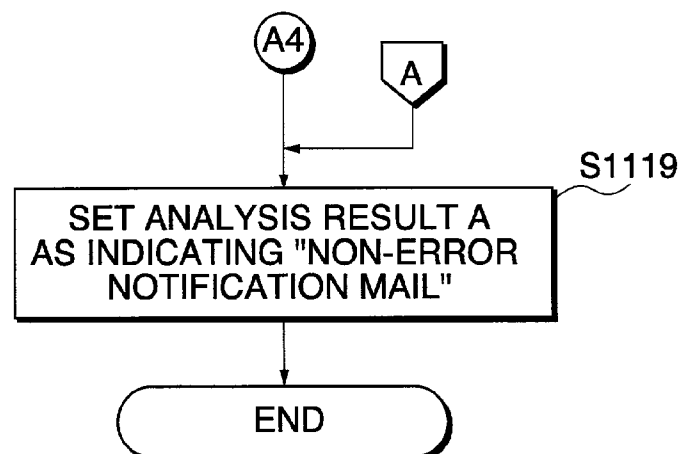 A4
A
S1119
SET ANALYSIS RESULT A
AS INDICATING "NON-ERROR
NOTIFICATION MAIL"
END